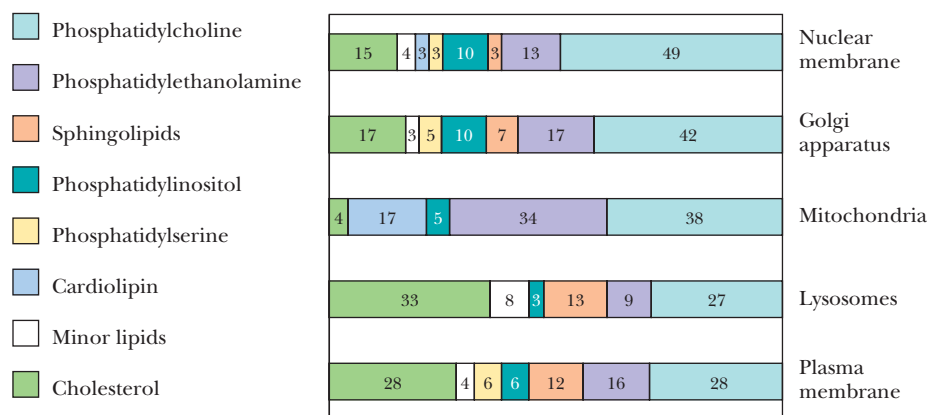 Phosphatidylcholine
Phosphatidylethanolamine
Sphingolipids
Phosphatidylinositol
Phosphatidylserine
Cardiolipin
Minor lipids
Cholesterol
15 4 3 3 10 3 13 49
Nuclear
membrane
17 3 5 10 7 17 42
Golgi
apparatus
4 17 5 34 38
Mitochondria
33 8 3 13 9 27
Lysosomes
28 4 6 6 12 16 28
Plasma
membrane